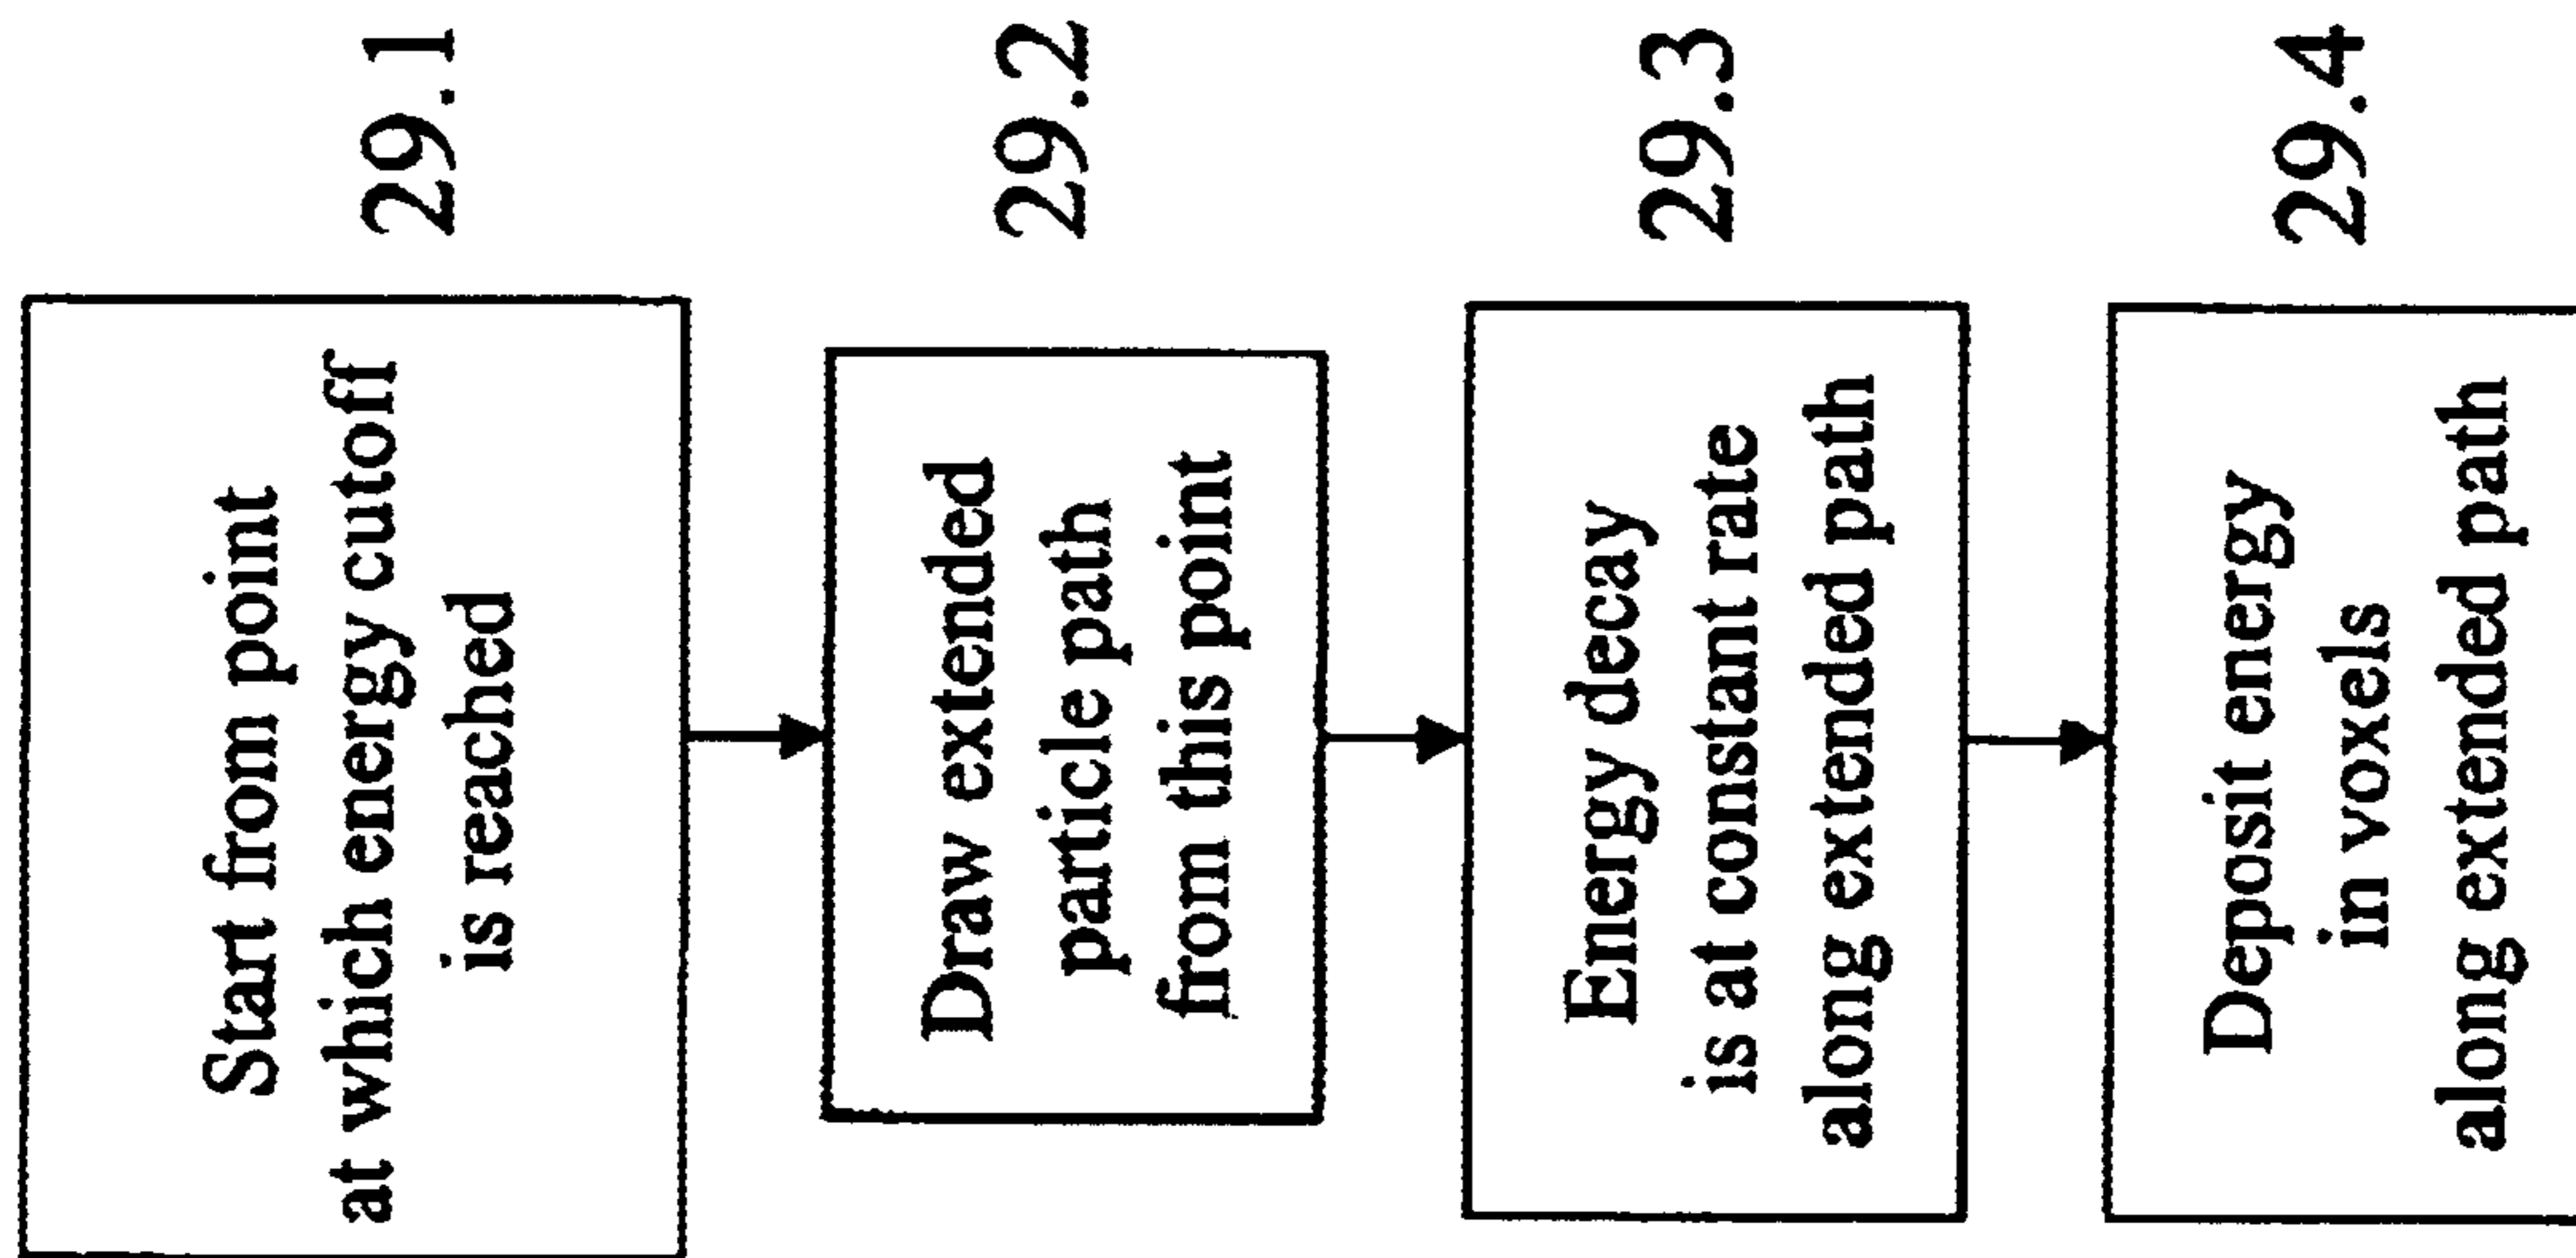 Start from point
at which energy cutoff
is reached
29.1
Draw extended
particle path
from this point
29.2
Energy decay
is at constant rate
along extended path
29.3
Deposit energy
in voxels
along extended path
29.4